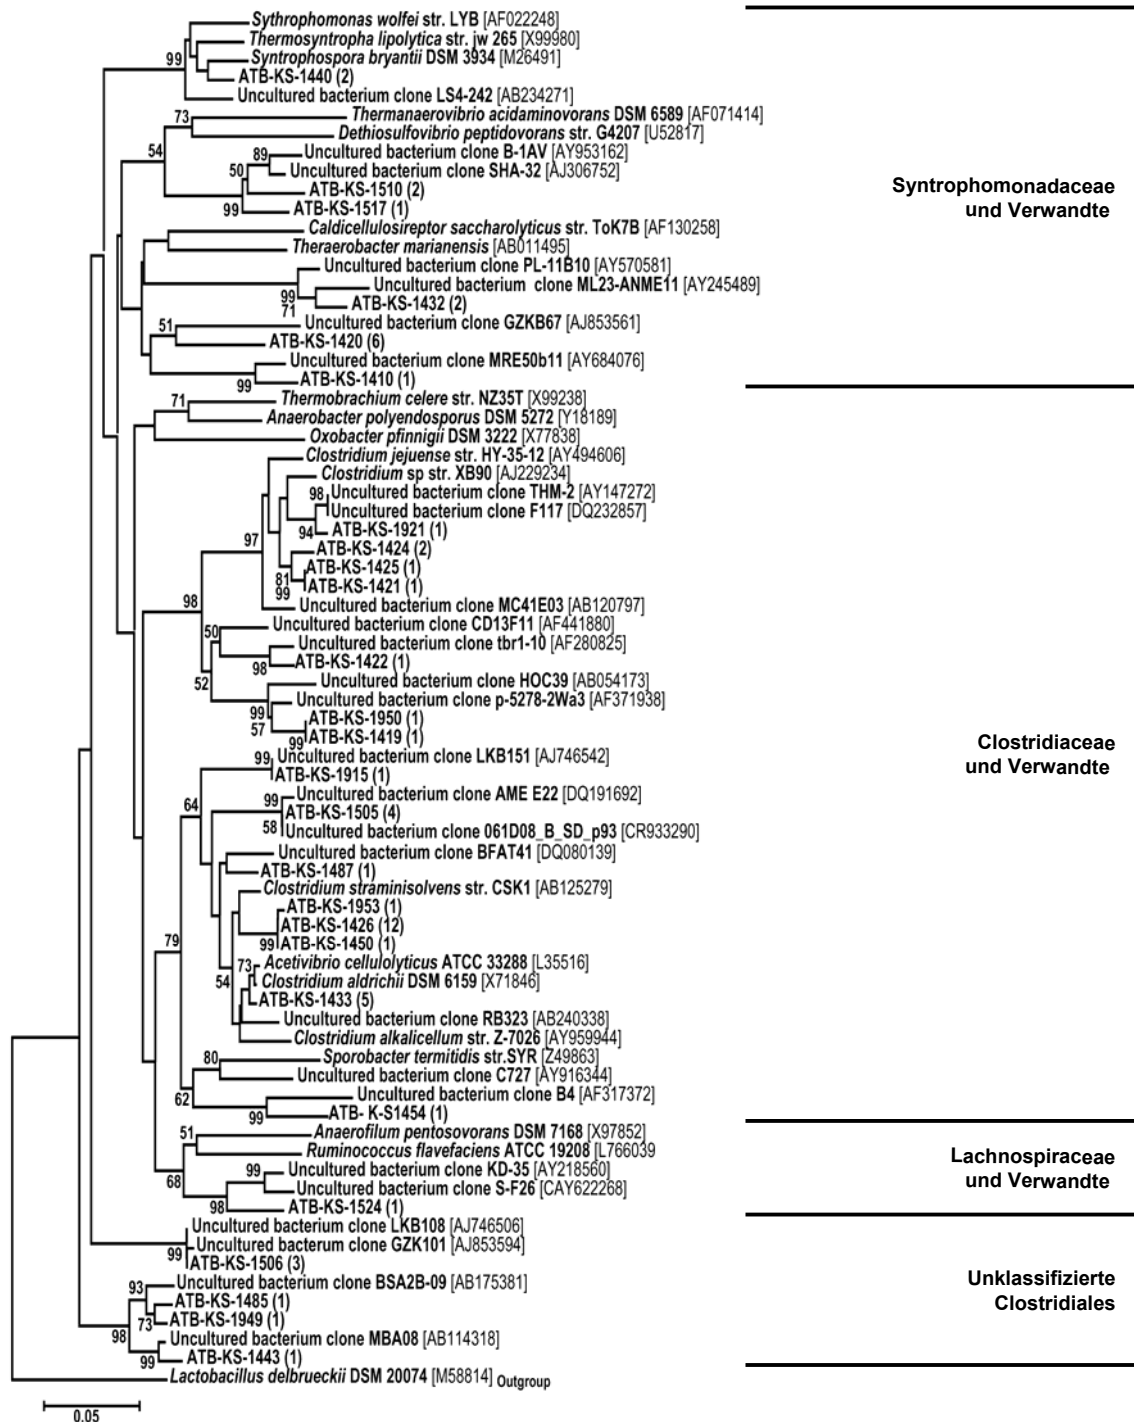 Sythrophomonas wolfei str. LYB [AF022248]
Thermosyntropha lipolytica str. jw 265 [X99980]
99
Syntrophospora bryantii DSM 3934 [M26491]
ATB-KS-1440 (2)
Uncultured bacterium clone LS4-242 [AB234271]
73
Thermanaerovibrio acidaminovorans DSM 6589 [AF071414]
Dethiosulfovibrio peptidovorans str. G4207 [U52817]
54
89
Uncultured bacterium clone B-1AV [AY953162]
50
Uncultured bacterium clone SHA-32 [AJ306752]
ATB-KS-1510 (2)
99
ATB-KS-1517 (1)
Syntrophomonadaceae
und Verwandte
Caldicellulosireptor saccharolyticus str. ToK7B [AF130258]
Theraerobacter marianensis [AB011495]
Uncultured bacterium clone PL-11B10 [AY570581]
Uncultured bacterium clone ML23-ANME11 [AY245489]
99
71
ATB-KS-1432 (2)
51
Uncultured bacterium clone GZKB67 [AJ853561]
ATB-KS-1420 (6)
Uncultured bacterium clone MRE50b11 [AY684076]
99
ATB-KS-1410 (1)
71
Thermobrachium celere str. NZ35T [X99238]
Anaerobacter polyendosporus DSM 5272 [Y18189]
Oxobacter pfinnigii DSM 3222 [X77838]
Clostridium jejuense str. HY-35-12 [AY494606]
Clostridium sp str. XB90 [AJ229234]
98
Uncultured bacterium clone THM-2 [AY147272]
Uncultured bacterium clone F117 [DQ232857]
94
ATB-KS-1921 (1)
97
ATB-KS-1424 (2)
ATB-KS-1425 (1)
81
99
ATB-KS-1421 (1)
98
Uncultured bacterium clone MC41E03 [AB120797]
50
Uncultured bacterium clone CD13F11 [AF441880]
Uncultured bacterium clone tbr1-10 [AF280825]
98
ATB-KS-1422 (1)
52
Uncultured bacterium clone HOC39 [AB054173]
Uncultured bacterium clone p-5278-2Wa3 [AF371938]
99
57
ATB-KS-1950 (1)
99
ATB-KS-1419 (1)
Clostridiaceae
und Verwandte
99
Uncultured bacterium clone LKB151 [AJ746542]
ATB-KS-1915 (1)
64
99
Uncultured bacterium clone AME E22 [DQ191692]
ATB-KS-1505 (4)
58
Uncultured bacterium clone 061D08_B_SD_p93 [CR933290]
Uncultured bacterium clone BFAT41 [DQ080139]
ATB-KS-1487 (1)
Clostridium straminisolvens str. CSK1 [AB125279]
ATB-KS-1953 (1)
ATB-KS-1426 (12)
79
99
ATB-KS-1450 (1)
73
Acetivibrio cellulolyticus ATCC 33288 [L35516]
54
Clostridium aldrichii DSM 6159 [X71846]
ATB-KS-1433 (5)
Uncultured bacterium clone RB323 [AB240338]
Clostridium alkalicellum str. Z-7026 [AY959944]
80
Sporobacter termitidis str.SYR [Z49863]
Uncultured bacterium clone C727 [AY916344]
62
Uncultured bacterium clone B4 [AF317372]
99
ATB- K-S1454 (1)
51
Anaerofilum pentosovorans DSM 7168 [X97852]
Ruminococcus flavefaciens ATCC 19208 [L766039
68
99
Uncultured bacterium clone KD-35 [AY218560]
Uncultured bacterium clone S-F26 [CAY622268]
98
ATB-KS-1524 (1)
Lachnospiraceae
und Verwandte
Uncultured bacterium clone LKB108 [AJ746506]
99
Uncultured bacterum clone GZK101 [AJ853594]
ATB-KS-1506 (3)
93
Uncultured bacterium clone BSA2B-09 [AB175381]
ATB-KS-1485 (1)
73
ATB-KS-1949 (1)
98
Uncultured bacterium clone MBA08 [AB114318]
99
ATB-KS-1443 (1)
Unklassifizierte
Clostridiales
Lactobacillus delbrueckii DSM 20074 [M58814] Outgroup
0.05